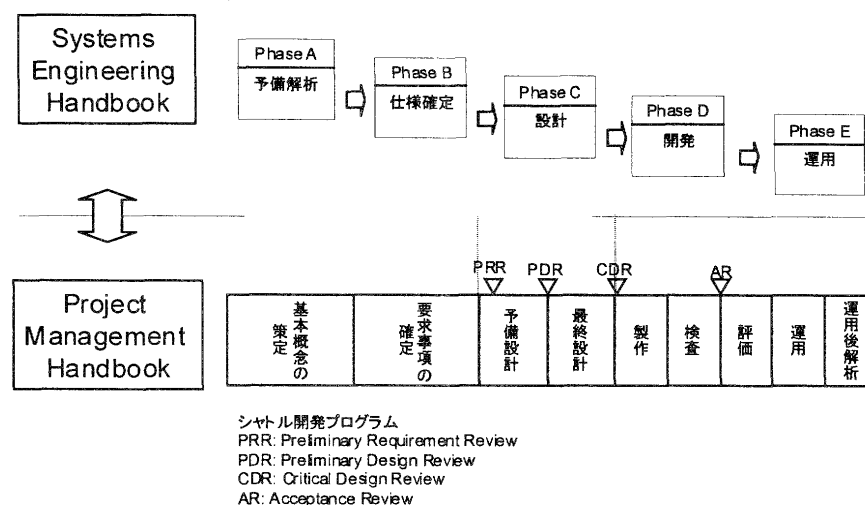 Systems
Engineering
Handbook
Phase A
予備解析
Phase B
仕様確定
Phase C
設計
Phase D
開発
Phase E
運用
PRR
PDR
CDR
AR
Project
Management
Handbook
基本概念の
策定
要求事項の
確定
予備設計
最終設計
製作
検査
評価
運用
運用後解析
シャトル開発プログラム
PRR: Preliminary Requirement Review
PDR: Preliminary Design Review
CDR: Critical Design Review
AR: Acceptance Review